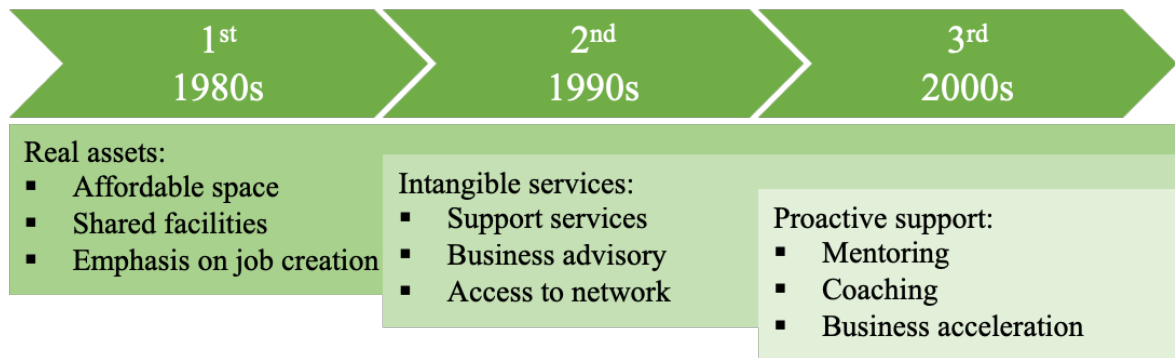 1st
1980s
2nd
1990s
3rd
2000s
Real assets:
▪ Affordable space
▪ Shared facilities
▪ Emphasis on job creation
Intangible services:
▪ Support services
▪ Business advisory
▪ Access to network
Proactive support:
▪ Mentoring
▪ Coaching
▪ Business acceleration